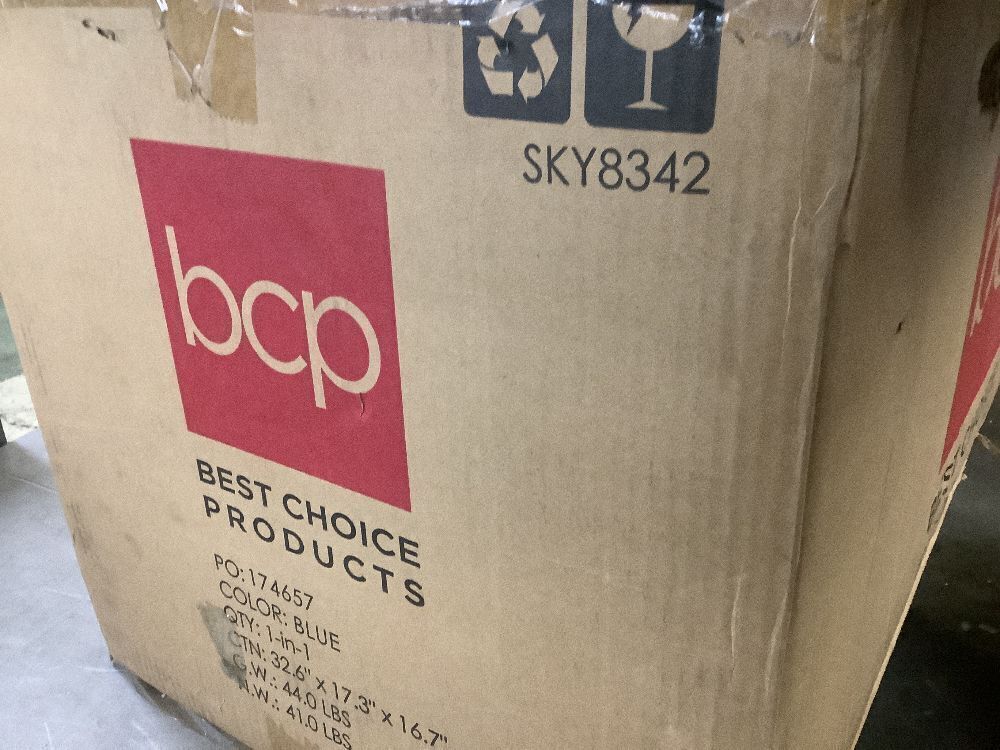 SKY8342
bcp
BEST CHOICE
PRODUCTS
PO: 174657
COLOR: BLUE
QTY: 1-in-1
CTN: 32.6" X 17.3" X 16.7"
G.W.: 44.0 LBS
N.W.: 41.0 LBS